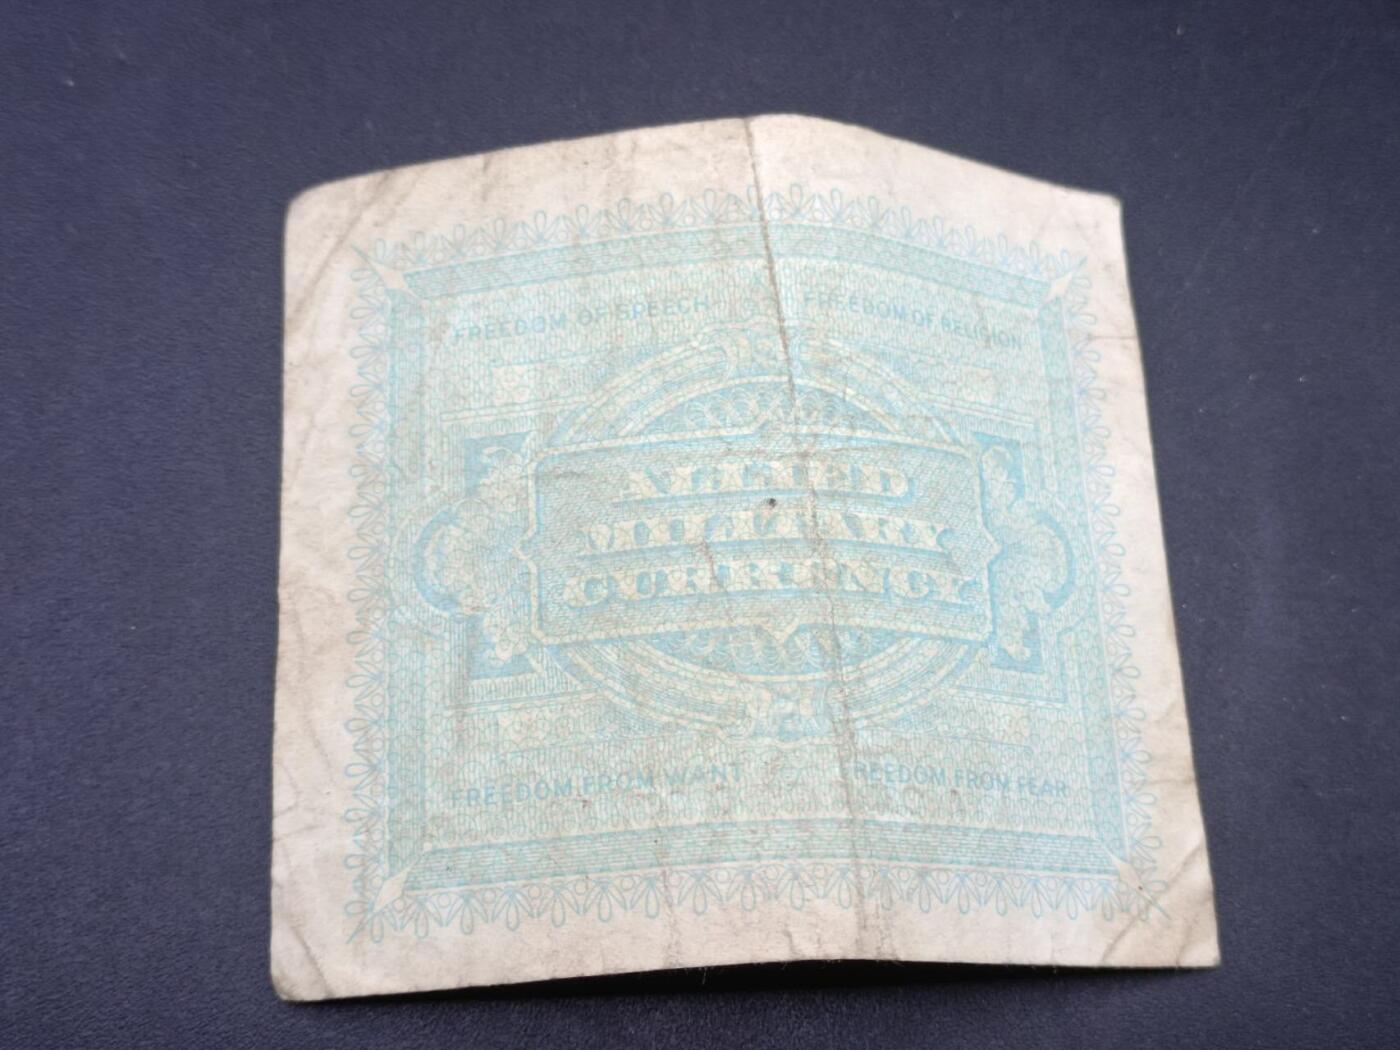 FREEDOM OF SPEECH FREEDOM OF RELIGION
ALLIED
MILITARY
CURRENCY
FREEDOM FROM WANT FREEDOM FROM FEAR